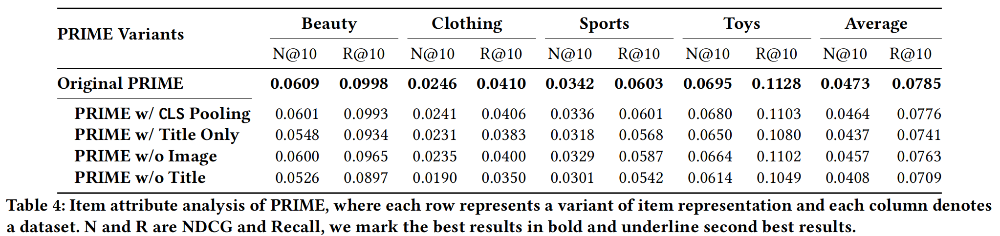 PRIME Variants Beauty Clothing Sports Toys Average
N@10 R@10 N@10 R@10 N@10 R@10 N@10 R@10 N@10 R@10
Original PRIME 0.0609 0.0998 0.0246 0.0410 0.0342 0.0603 0.0695 0.1128 0.0473 0.0785
PRIME w/ CLS Pooling 0.0601 0.0993 0.0241 0.0406 0.0336 0.0601 0.0680 0.1103 0.0464 0.0776
PRIME w/ Title Only 0.0548 0.0934 0.0231 0.0383 0.0318 0.0568 0.0650 0.1080 0.0437 0.0741
PRIME w/o Image 0.0600 0.0965 0.0235 0.0400 0.0329 0.0587 0.0664 0.1102 0.0457 0.0763
PRIME w/o Title 0.0526 0.0897 0.0190 0.0350 0.0301 0.0542 0.0614 0.1049 0.0408 0.0709
Table 4: Item attribute analysis of PRIME, where each row represents a variant of item representation and each column denotes
a dataset. N and R are NDCG and Recall, we mark the best results in bold and underline second best results.